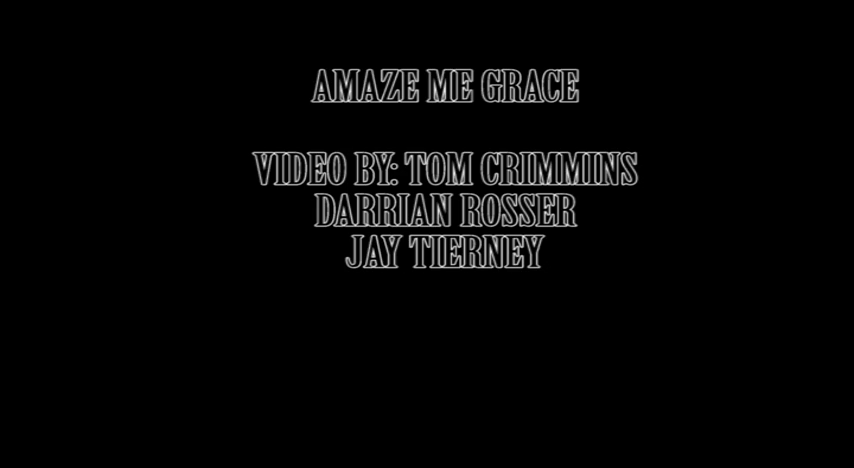 AMAZE ME GRACE
VIDEO BY: TOM CRIMMINS
DARRIAN ROSSER
JAY TIERNEY